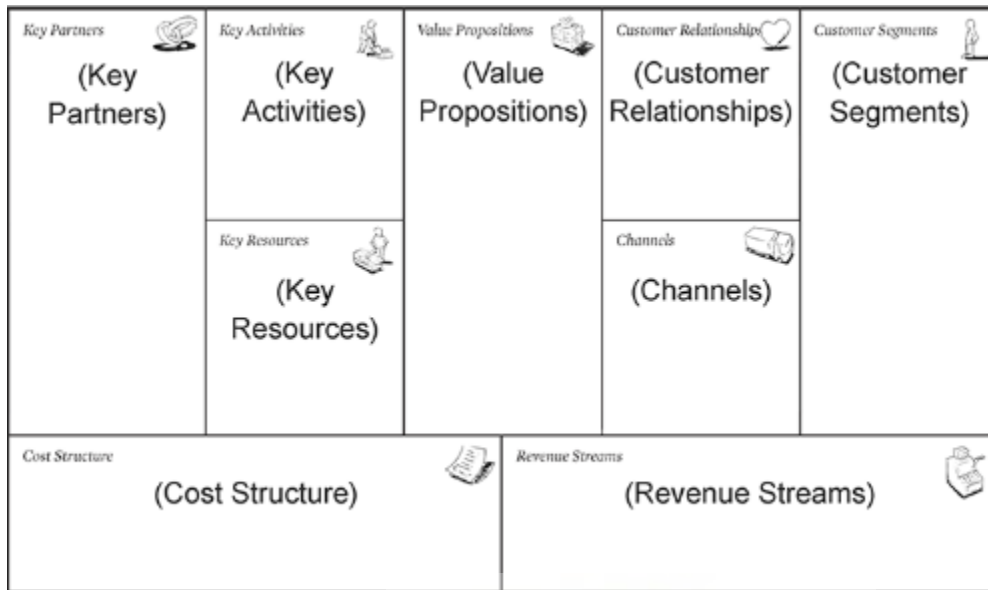 Key Partners
(Key
Partners)
Key Activities
(Key
Activities)
Key Resources
(Key
Resources)
Value Propositions
(Value
Propositions)
Customer Relationship
(Customer
Relationships)
Channels
(Channels)
Customer Segments
(Customer
Segments)
Cost Structure
(Cost Structure)
Revenue Streams
(Revenue Streams)